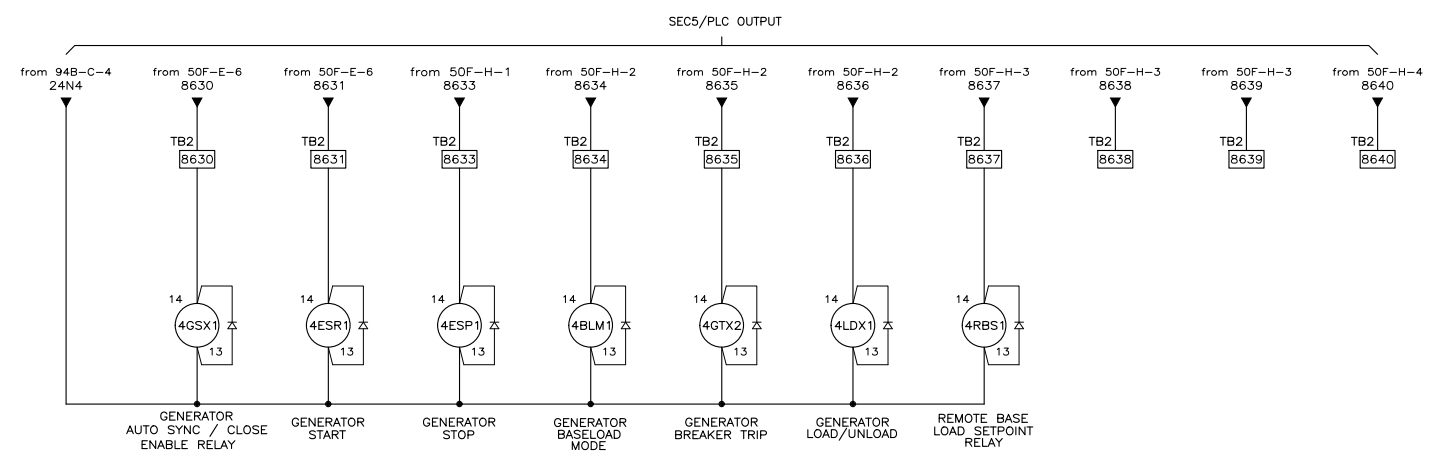 SEC5/PLC OUTPUT
from 94B-C-4
24N4
from 50F-E-6
8630
from 50F-E-6
8631
from 50F-H-1
8633
from 50F-H-2
8634
from 50F-H-2
8635
from 50F-H-2
8636
from 50F-H-3
8637
from 50F-H-3
8638
from 50F-H-3
8639
from 50F-H-4
8640
TB2
8630
TB2
8631
TB2
8633
TB2
8634
TB2
8635
TB2
8636
TB2
8637
TB2
8638
TB2
8639
TB2
8640
14
4GSX1
13
14
4ESR1
13
14
4ESP1
13
14
4BLM1
13
14
4GTX2
13
14
4LDX1
13
14
4RBS1
13
GENERATOR
AUTO SYNC / CLOSE
ENABLE RELAY
GENERATOR
START
GENERATOR
STOP
GENERATOR
BASELOAD
MODE
GENERATOR
BREAKER TRIP
GENERATOR
LOAD/UNLOAD
REMOTE BASE
LOAD SETPOINT
RELAY